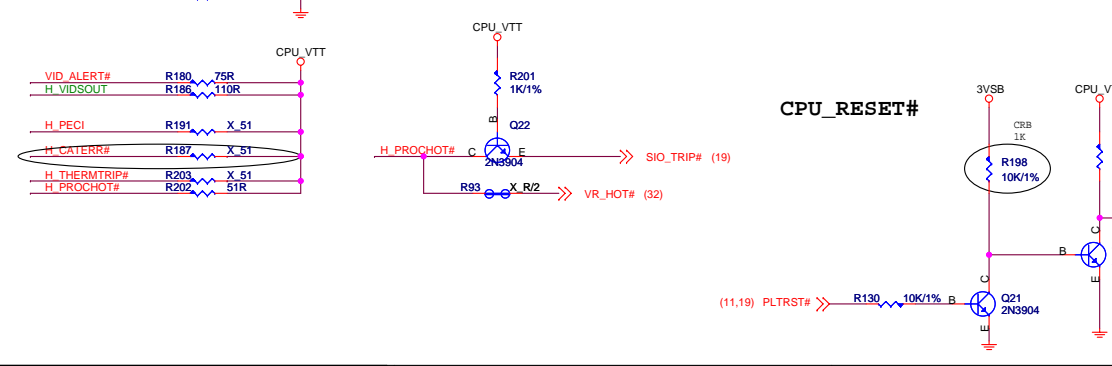 CPU_VTT
VID_ALERT# R180 75R
H_VIDSOUT R186 110R
H_PECI R191 X_51
H_CATERR# R187 X_51
H_THERMTRIP# R203 X_51
H_PROCHOT# R202 51R
CPU_VTT
R201
1K/1%
B
Q22
H_PROCHOT# C E SIO_TRIP# (19)
2N3904
R93 X_R/2 VR_HOT# (32)
CPU_RESET#
3VSB
CRB
1K
R198
10K/1%
CPU_V
C
B
E
C
(11,19) PLTRST# R130 10K/1% B Q21
2N3904
E